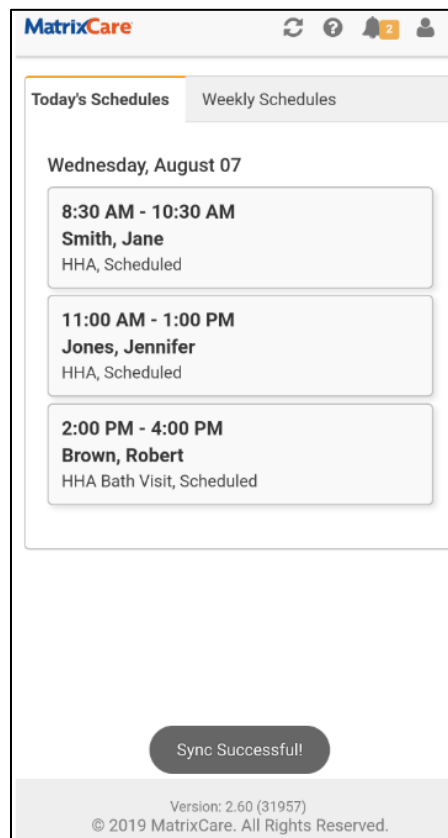 MatrixCare
2
Today's Schedules
Weekly Schedules
Wednesday, August 07
8:30 AM - 10:30 AM
Smith, Jane
HHA, Scheduled
11:00 AM - 1:00 PM
Jones, Jennifer
HHA, Scheduled
2:00 PM - 4:00 PM
Brown, Robert
HHA Bath Visit, Scheduled
Sync Successful!
Version: 2.60 (31957)
© 2019 MatrixCare. All Rights Reserved.